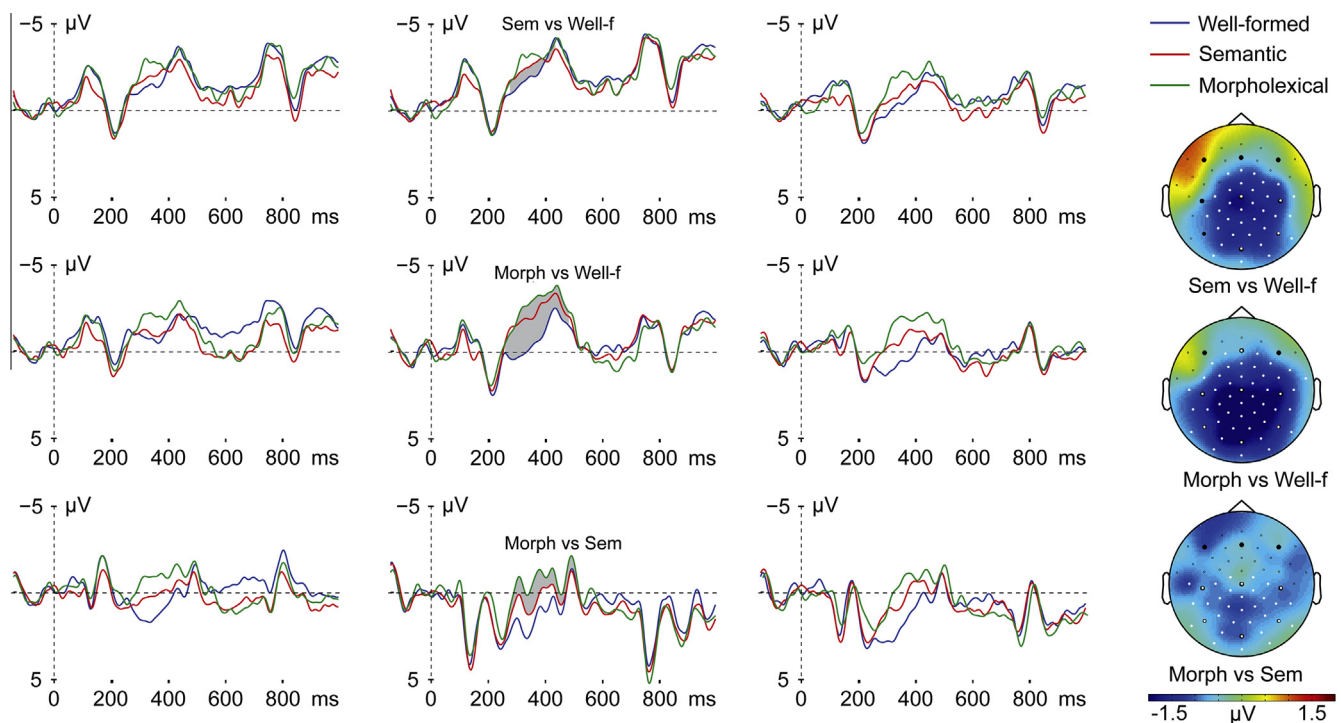 −5 µV
5
0 200 400 600 800 ms
−5 µV
Sem vs Well-f
5
0 200 400 600 800 ms
−5 µV
5
0 200 400 600 800 ms
−5 µV
5
0 200 400 600 800 ms
−5 µV
Morph vs Well-f
5
0 200 400 600 800 ms
−5 µV
5
0 200 400 600 800 ms
−5 µV
5
0 200 400 600 800 ms
−5 µV
Morph vs Sem
5
0 200 400 600 800 ms
−5 µV
5
0 200 400 600 800 ms
Well-formed
Semantic
Morpholexical
Sem vs Well-f
Morph vs Well-f
Morph vs Sem
-1.5 µV 1.5